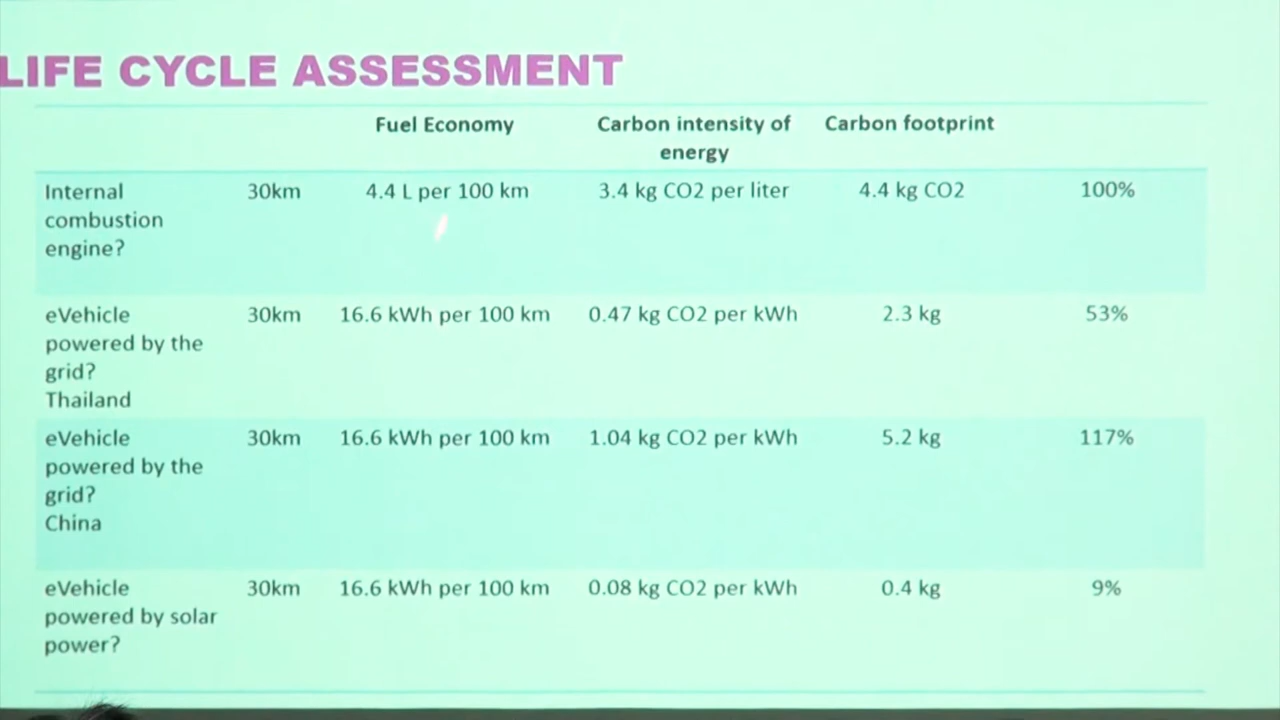 LIFE CYCLE ASSESSMENT
Fuel Economy
Carbon intensity of
energy
Carbon footprint
Internal
combustion
engine?
30km
4.4 L per 100 km
3.4 kg CO2 per liter
4.4 kg CO2
100%
eVehicle
powered by the
grid?
Thailand
30km
16.6 kWh per 100 km
0.47 kg CO2 per kWh
2.3 kg
53%
eVehicle
powered by the
grid?
China
30km
16.6 kWh per 100 km
1.04 kg CO2 per kWh
5.2 kg
117%
eVehicle
powered by solar
power?
30km
16.6 kWh per 100 km
0.08 kg CO2 per kWh
0.4 kg
9%